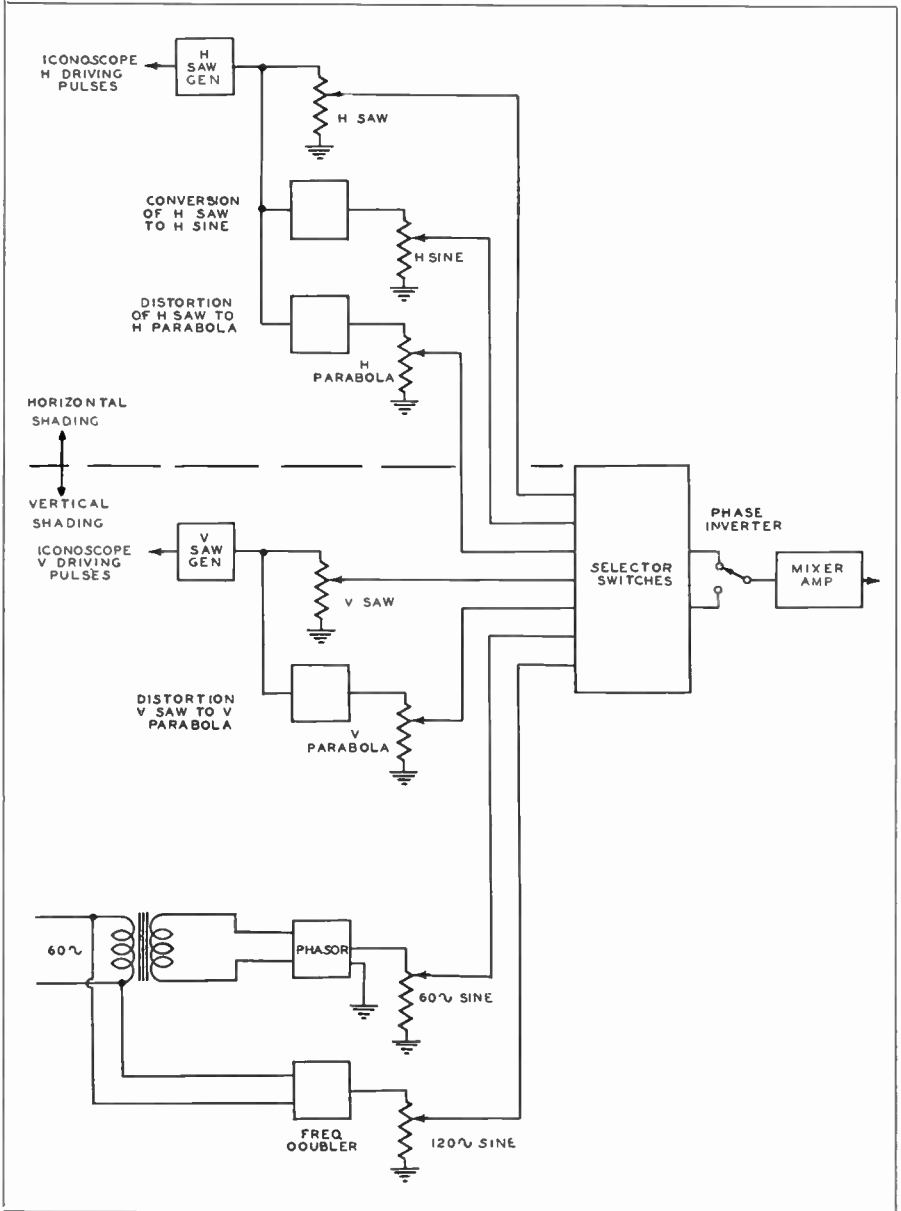 ICONOSCOPE
H DRIVING
PULSES
H
SAW
GEN
H SAW
CONVERSION
OF H SAW
TO H SINE
H SINE
DISTORTION
OF H SAW TO
H PARABOLA
H
PARABOLA
HORIZONTAL
SHADING
VERTICAL
SHADING
ICONOSCOPE
V DRIVING
PULSES
V
SAW
GEN
V SAW
DISTORTION
V SAW TO V
PARABOLA
V
PARABOLA
SELECTOR
SWITCHES
PHASE
INVERTER
MIXER
AMP
60~
PHASOR
60~ SINE
FREQ
DOUBLER
120~ SINE